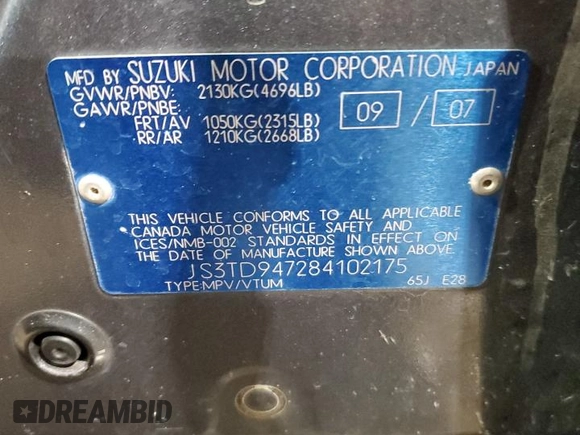 MFD BY SUZUKI MOTOR CORPORATION JAPAN
GVWR/PNBV: 2130KG(4696LB)
GAWR/PNBE:
FRT/AV 1050KG(2315LB)
RR/AR 1210KG(2668LB)
09 / 07
THIS VEHICLE CONFORMS TO ALL APPLICABLE
CANADA MOTOR VEHICLE SAFETY AND
ICES/NMB-002 STANDARDS IN EFFECT ON
THE DATE OF MANUFACTURE SHOWN ABOVE.
JS3TD947284102175
TYPE:MPV/VTUM 65J E28
DREAMBID